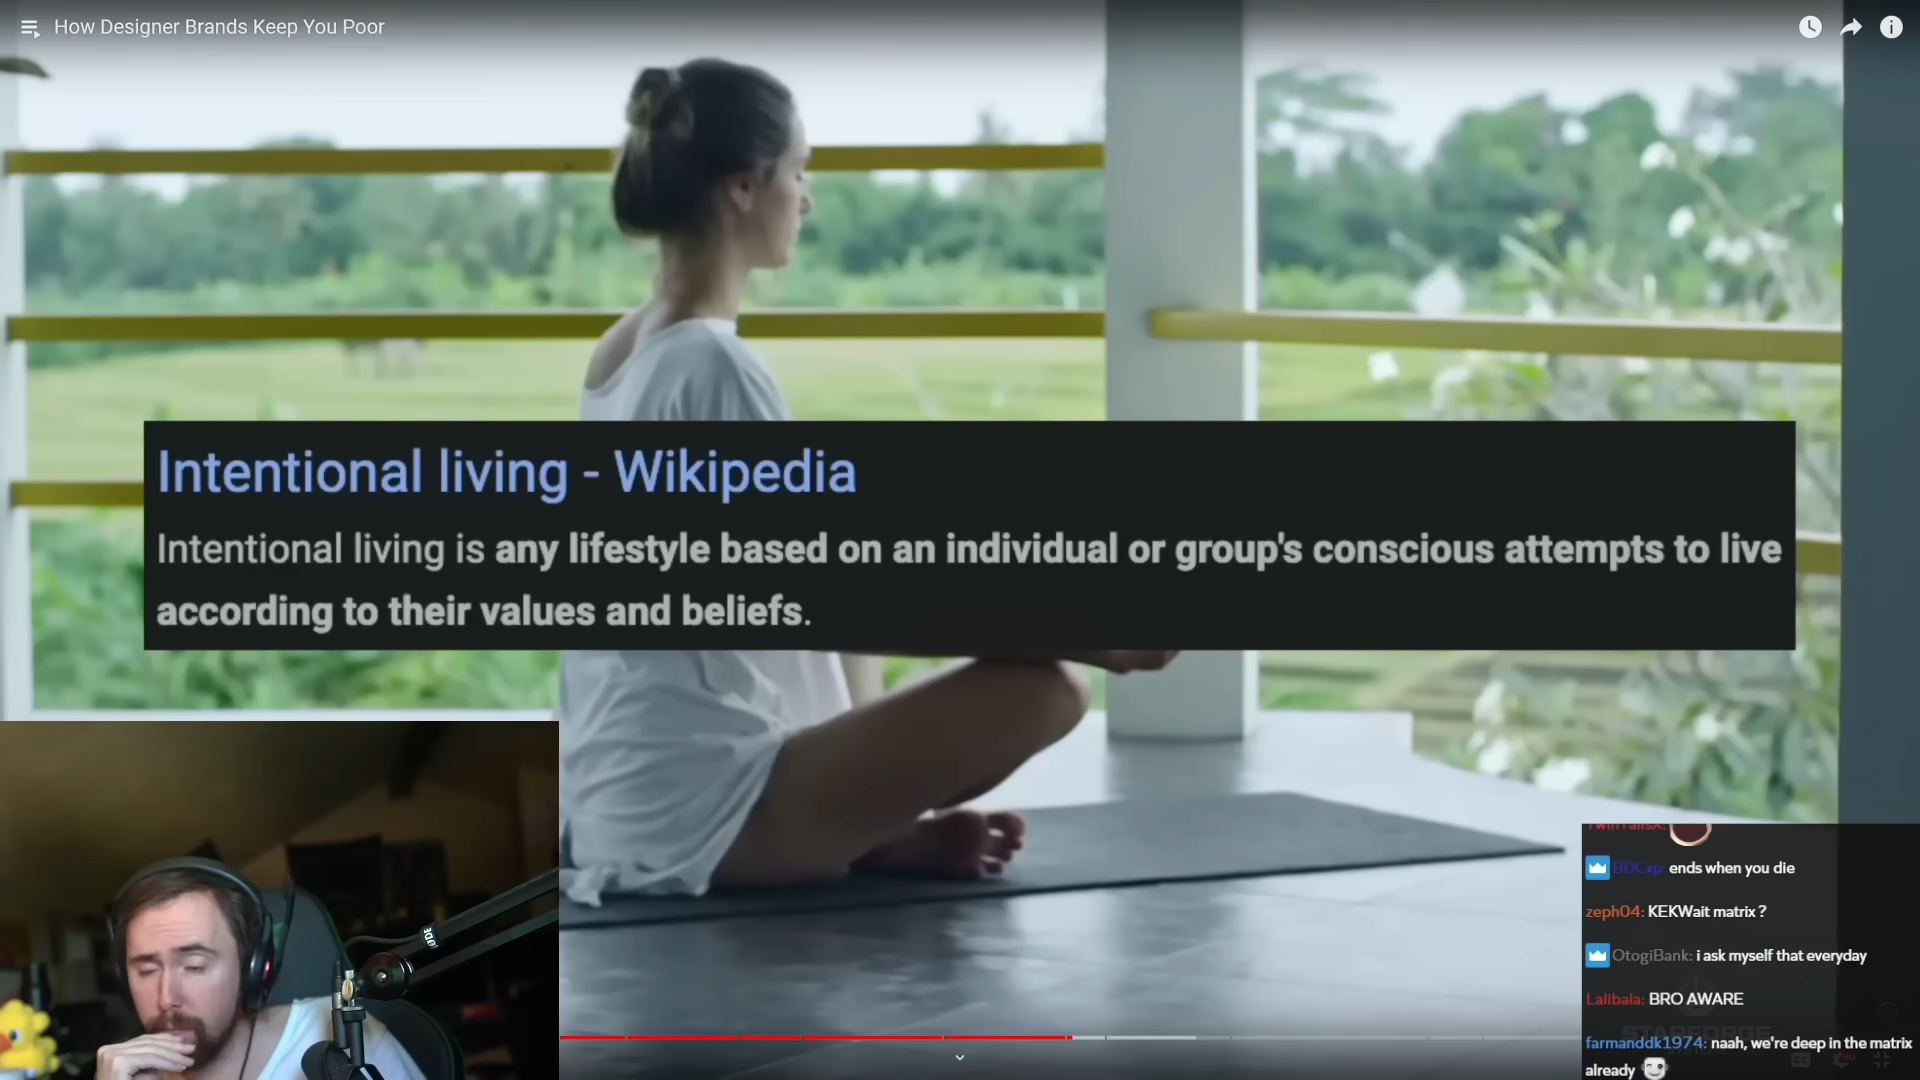 How Designer Brands Keep You Poor
Intentional living - Wikipedia
Intentional living is any lifestyle based on an individual or group's conscious attempts to live
according to their values and beliefs.
BDCxp: ends when you die
zeph04: KEKWait matrix ?
OtogiBank: i ask myself that everyday
Lalibala: BRO AWARE
farmanddk1974: naah, we're deep in the matrix
already